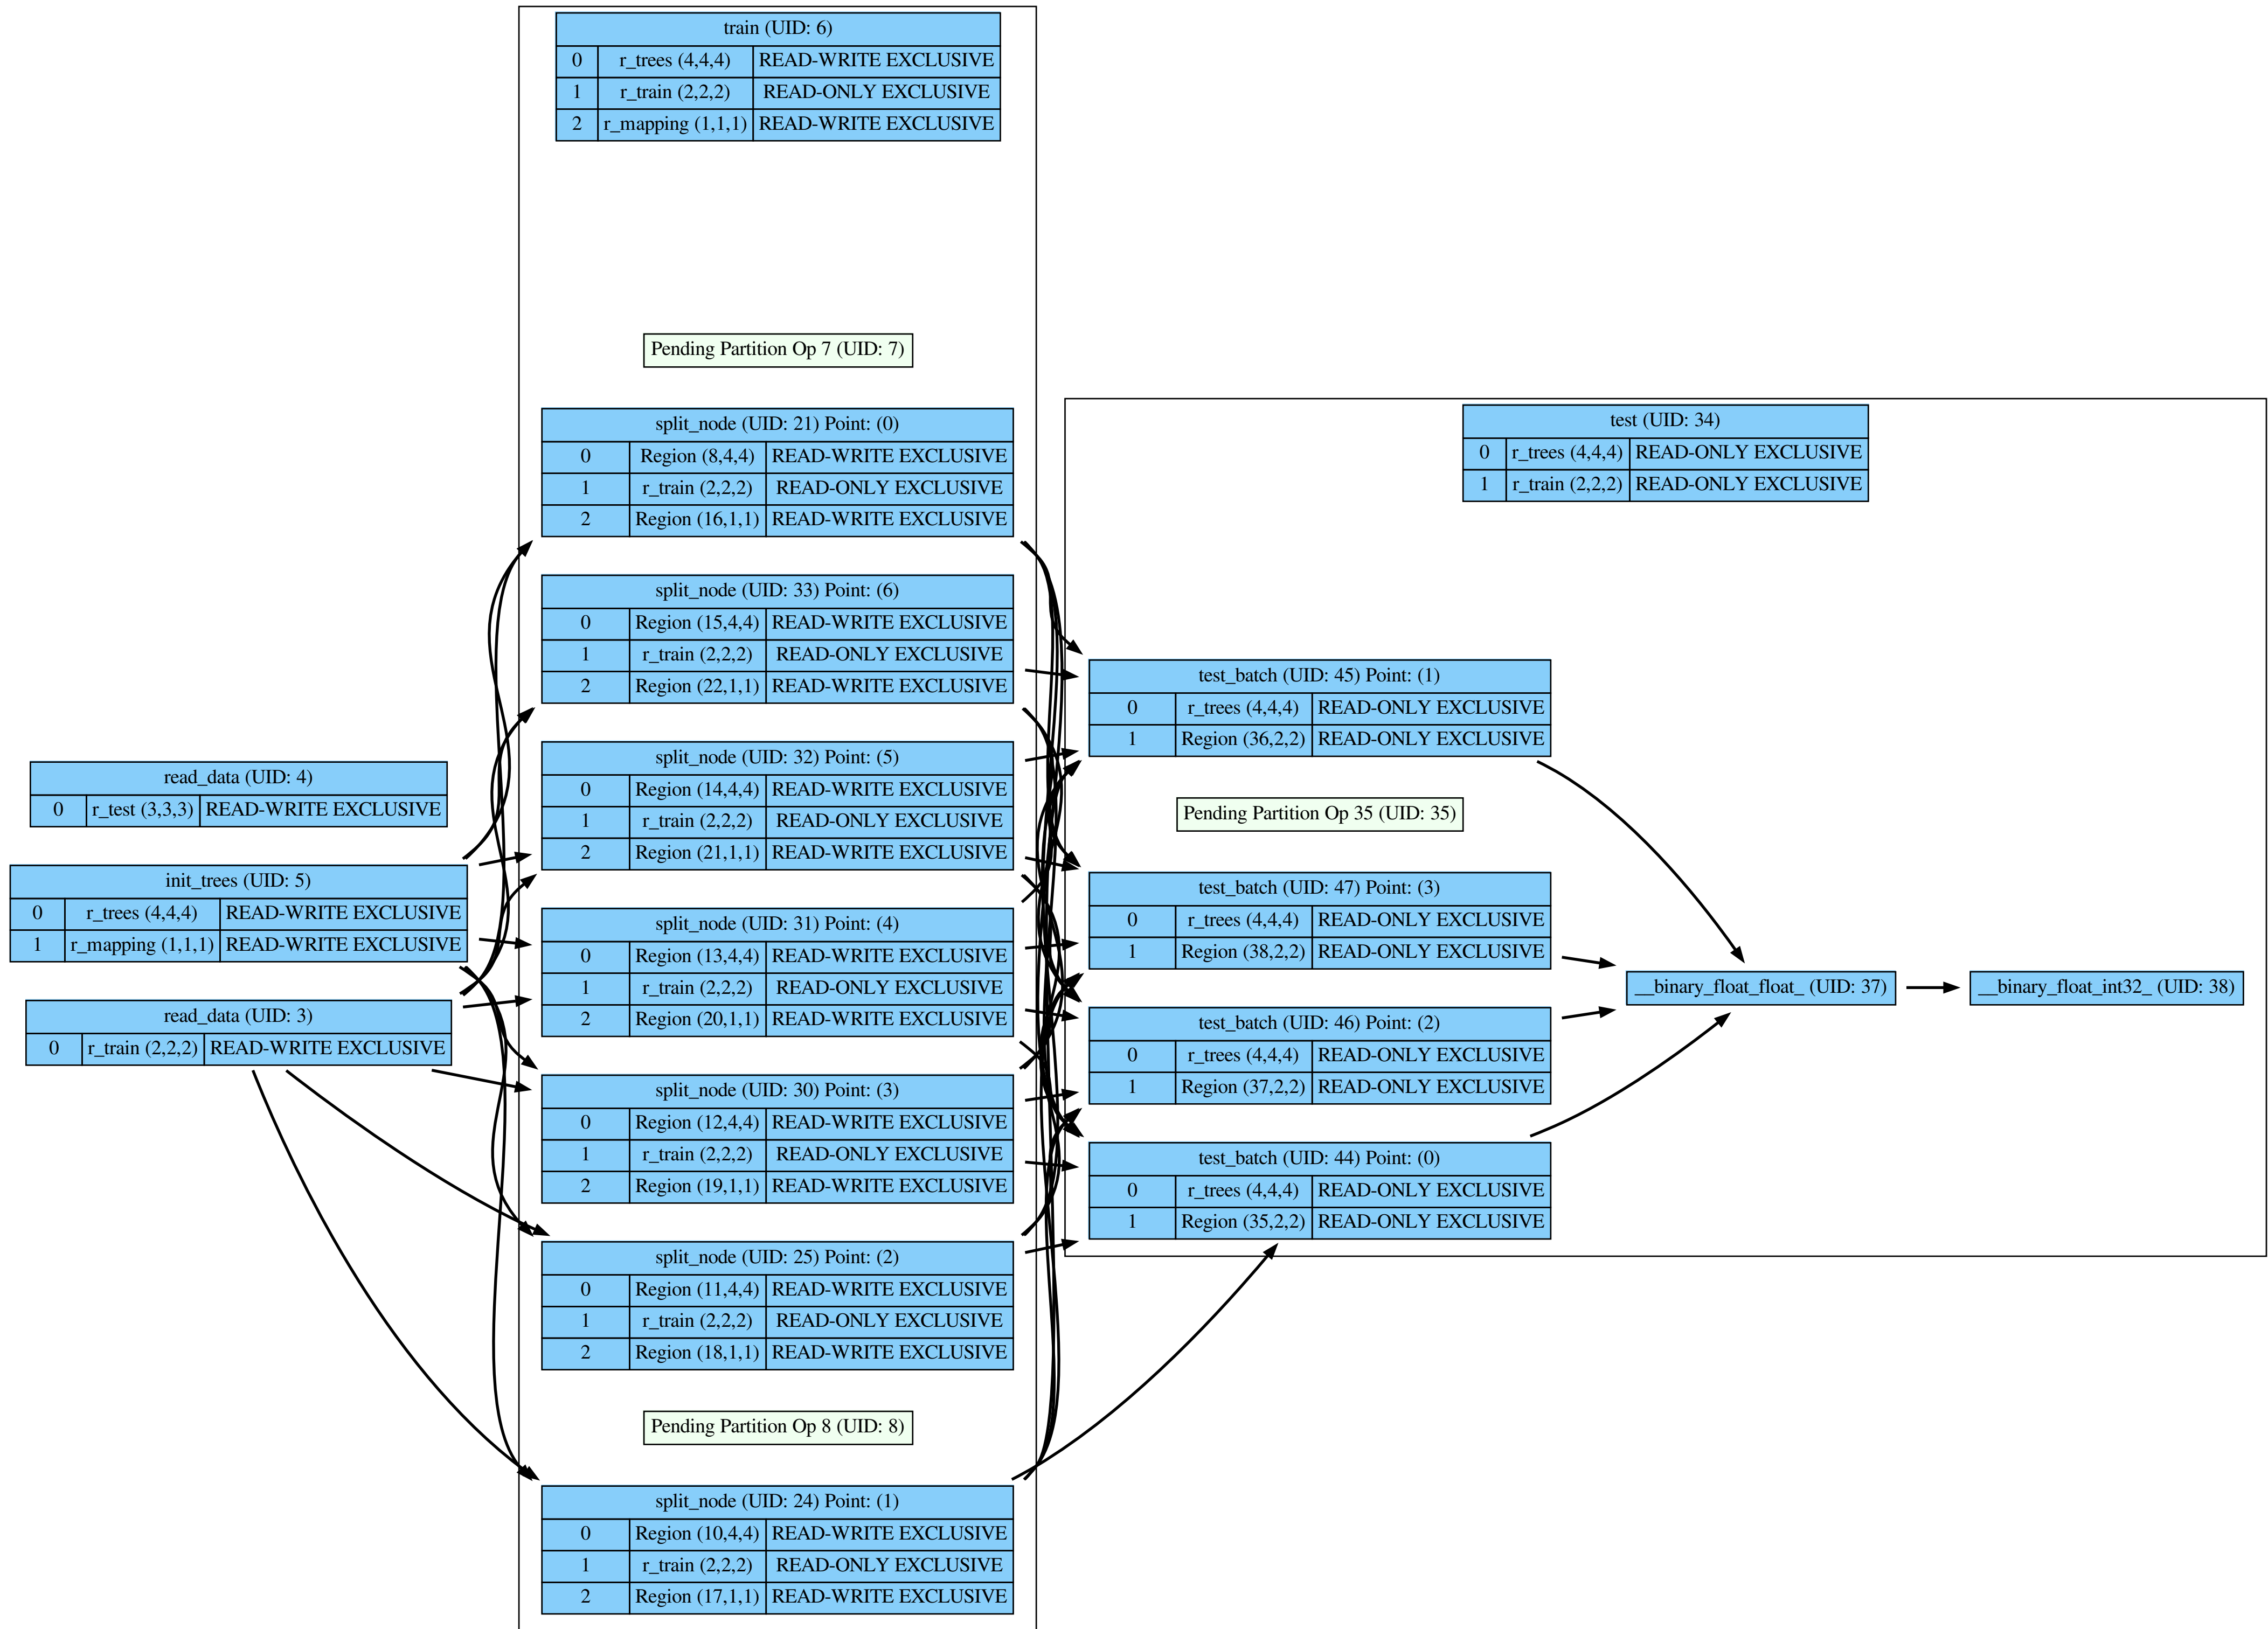 train (UID: 6)
0 r_trees (4,4,4) READ-WRITE EXCLUSIVE
1 r_train (2,2,2) READ-ONLY EXCLUSIVE
2 r_mapping (1,1,1) READ-WRITE EXCLUSIVE
Pending Partition Op 7 (UID: 7)
split_node (UID: 21) Point: (0)
0 Region (8,4,4) READ-WRITE EXCLUSIVE
1 r_train (2,2,2) READ-ONLY EXCLUSIVE
2 Region (16,1,1) READ-WRITE EXCLUSIVE
split_node (UID: 33) Point: (6)
0 Region (15,4,4) READ-WRITE EXCLUSIVE
1 r_train (2,2,2) READ-ONLY EXCLUSIVE
2 Region (22,1,1) READ-WRITE EXCLUSIVE
split_node (UID: 32) Point: (5)
0 Region (14,4,4) READ-WRITE EXCLUSIVE
1 r_train (2,2,2) READ-ONLY EXCLUSIVE
2 Region (21,1,1) READ-WRITE EXCLUSIVE
split_node (UID: 31) Point: (4)
0 Region (13,4,4) READ-WRITE EXCLUSIVE
1 r_train (2,2,2) READ-ONLY EXCLUSIVE
2 Region (20,1,1) READ-WRITE EXCLUSIVE
split_node (UID: 30) Point: (3)
0 Region (12,4,4) READ-WRITE EXCLUSIVE
1 r_train (2,2,2) READ-ONLY EXCLUSIVE
2 Region (19,1,1) READ-WRITE EXCLUSIVE
split_node (UID: 25) Point: (2)
0 Region (11,4,4) READ-WRITE EXCLUSIVE
1 r_train (2,2,2) READ-ONLY EXCLUSIVE
2 Region (18,1,1) READ-WRITE EXCLUSIVE
Pending Partition Op 8 (UID: 8)
split_node (UID: 24) Point: (1)
0 Region (10,4,4) READ-WRITE EXCLUSIVE
1 r_train (2,2,2) READ-ONLY EXCLUSIVE
2 Region (17,1,1) READ-WRITE EXCLUSIVE
read_data (UID: 4)
0 r_test (3,3,3) READ-WRITE EXCLUSIVE
init_trees (UID: 5)
0 r_trees (4,4,4) READ-WRITE EXCLUSIVE
1 r_mapping (1,1,1) READ-WRITE EXCLUSIVE
read_data (UID: 3)
0 r_train (2,2,2) READ-WRITE EXCLUSIVE
test (UID: 34)
0 r_trees (4,4,4) READ-ONLY EXCLUSIVE
1 r_train (2,2,2) READ-ONLY EXCLUSIVE
test_batch (UID: 45) Point: (1)
0 r_trees (4,4,4) READ-ONLY EXCLUSIVE
1 Region (36,2,2) READ-ONLY EXCLUSIVE
Pending Partition Op 35 (UID: 35)
test_batch (UID: 47) Point: (3)
0 r_trees (4,4,4) READ-ONLY EXCLUSIVE
1 Region (38,2,2) READ-ONLY EXCLUSIVE
test_batch (UID: 46) Point: (2)
0 r_trees (4,4,4) READ-ONLY EXCLUSIVE
1 Region (37,2,2) READ-ONLY EXCLUSIVE
test_batch (UID: 44) Point: (0)
0 r_trees (4,4,4) READ-ONLY EXCLUSIVE
1 Region (35,2,2) READ-ONLY EXCLUSIVE
__binary_float_float_ (UID: 37)
__binary_float_int32_ (UID: 38)